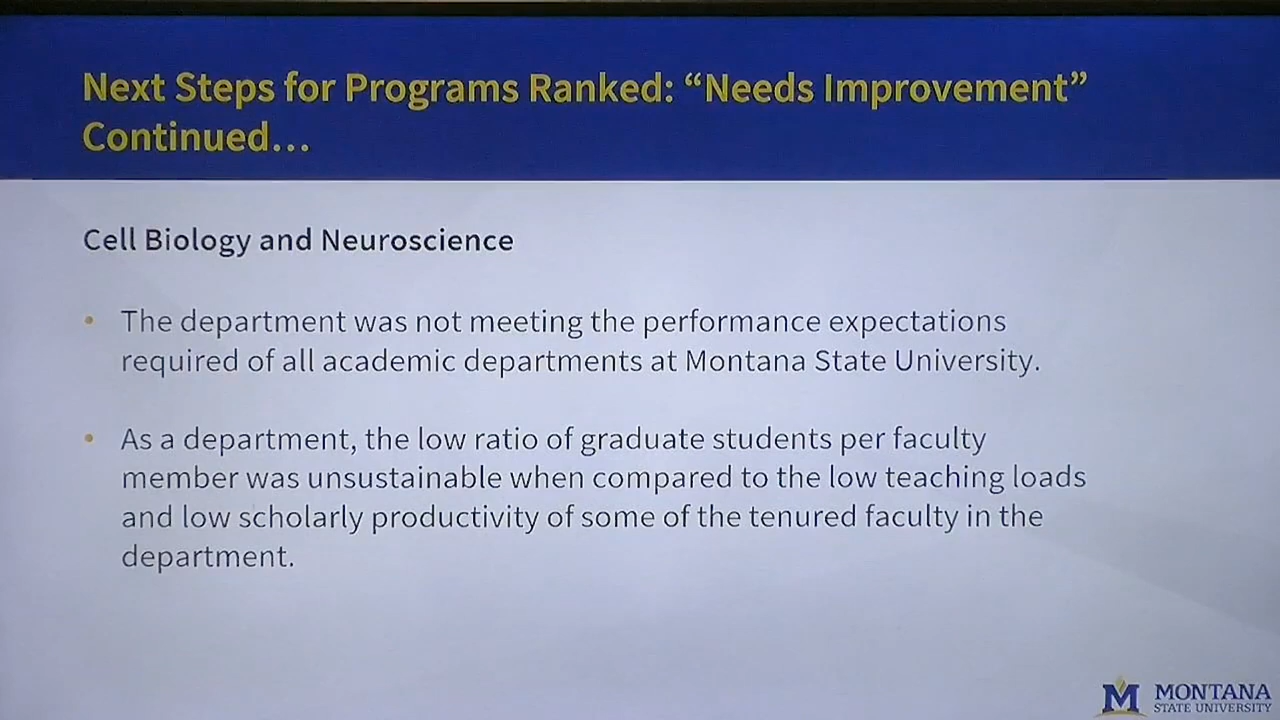 Next Steps for Programs Ranked: “Needs Improvement”
Continued...
Cell Biology and Neuroscience
• The department was not meeting the performance expectations
required of all academic departments at Montana State University.
• As a department, the low ratio of graduate students per faculty
member was unsustainable when compared to the low teaching loads
and low scholarly productivity of some of the tenured faculty in the
department.
M MONTANA
STATE UNIVERSITY